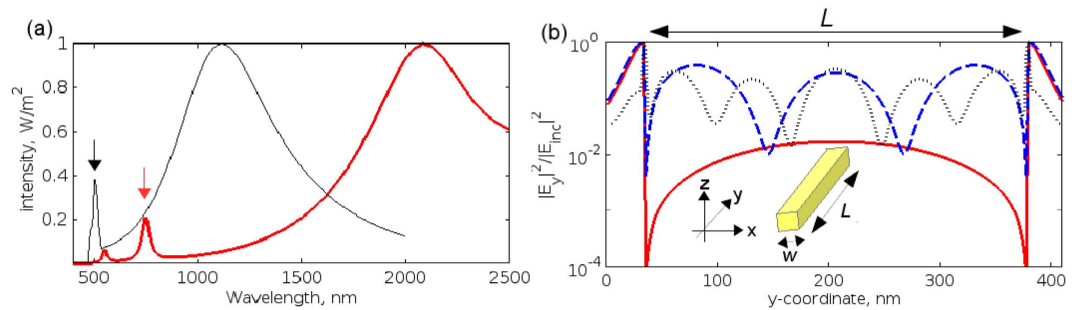 (a)
intensity, W/m²
1
0.8
0.6
0.4
0.2
500
1000
1500
2000
2500
Wavelength, nm
(b)
L
|E_y|²/|E_inc|²
10⁰
10⁻²
10⁻⁴
0
100
200
300
400
y-coordinate, nm
z
y
x
L
w